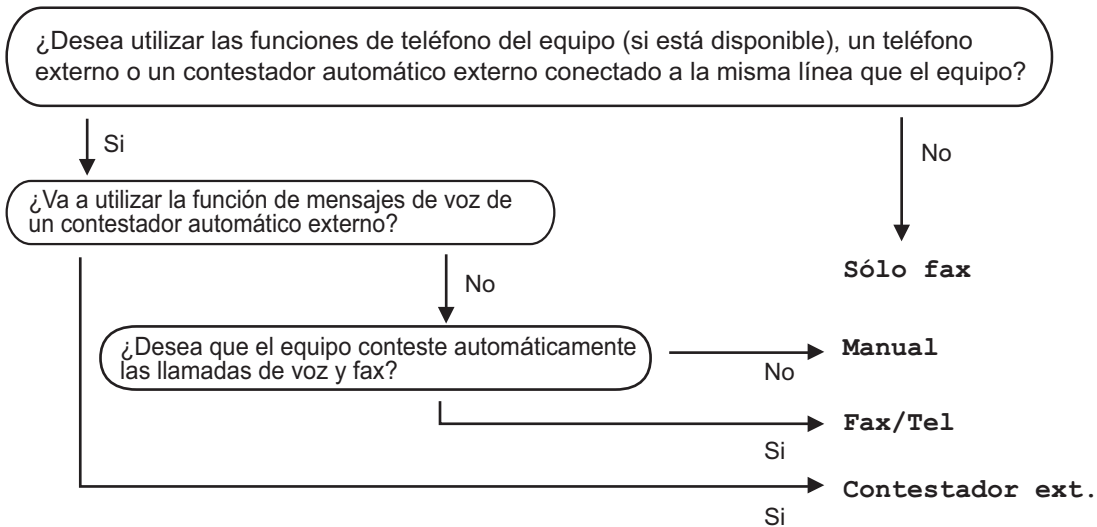 ¿Desea utilizar las funciones de teléfono del equipo (si está disponible), un teléfono
externo o un contestador automático externo conectado a la misma línea que el equipo?
Si
No
¿Va a utilizar la función de mensajes de voz de
un contestador automático externo?
Sólo fax
No
¿Desea que el equipo conteste automáticamente
las llamadas de voz y fax?
No
Manual
Si
Fax/Tel
Si
Contestador ext.